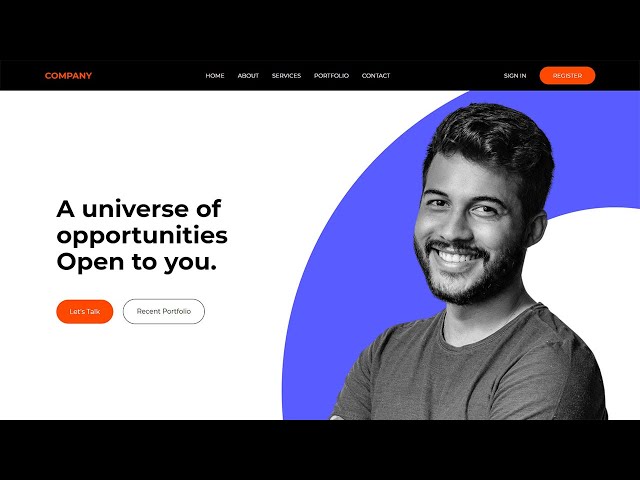 COMPANY
HOME ABOUT SERVICES PORTFOLIO CONTACT
SIGN IN REGISTER
A universe of
opportunities
Open to you.
Let's Talk Recent Portfolio